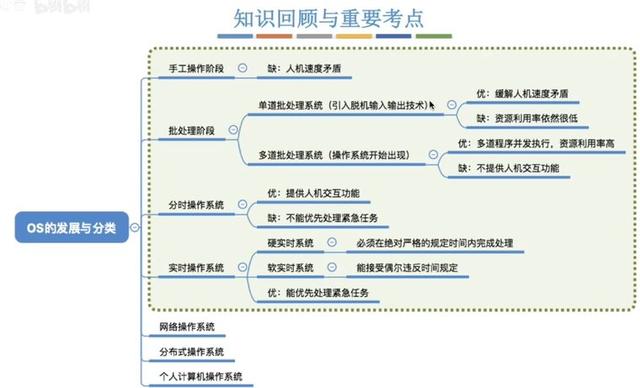 bilibili
知识回顾与重要考点
手工操作阶段
缺：人机速度矛盾
单道批处理系统（引入脱机输入输出技术）
优：缓解人机速度矛盾
缺：资源利用率依然很低
批处理阶段
多道批处理系统（操作系统开始出现）
优：多道程序并发执行，资源利用率高
缺：不提供人机交互功能
分时操作系统
优：提供人机交互功能
缺：不能优先处理紧急任务
OS的发展与分类
实时操作系统
硬实时系统
必须在绝对严格的规定时间内完成处理
软实时系统
能接受偶尔违反时间规定
优：能优先处理紧急任务
网络操作系统
分布式操作系统
个人计算机操作系统